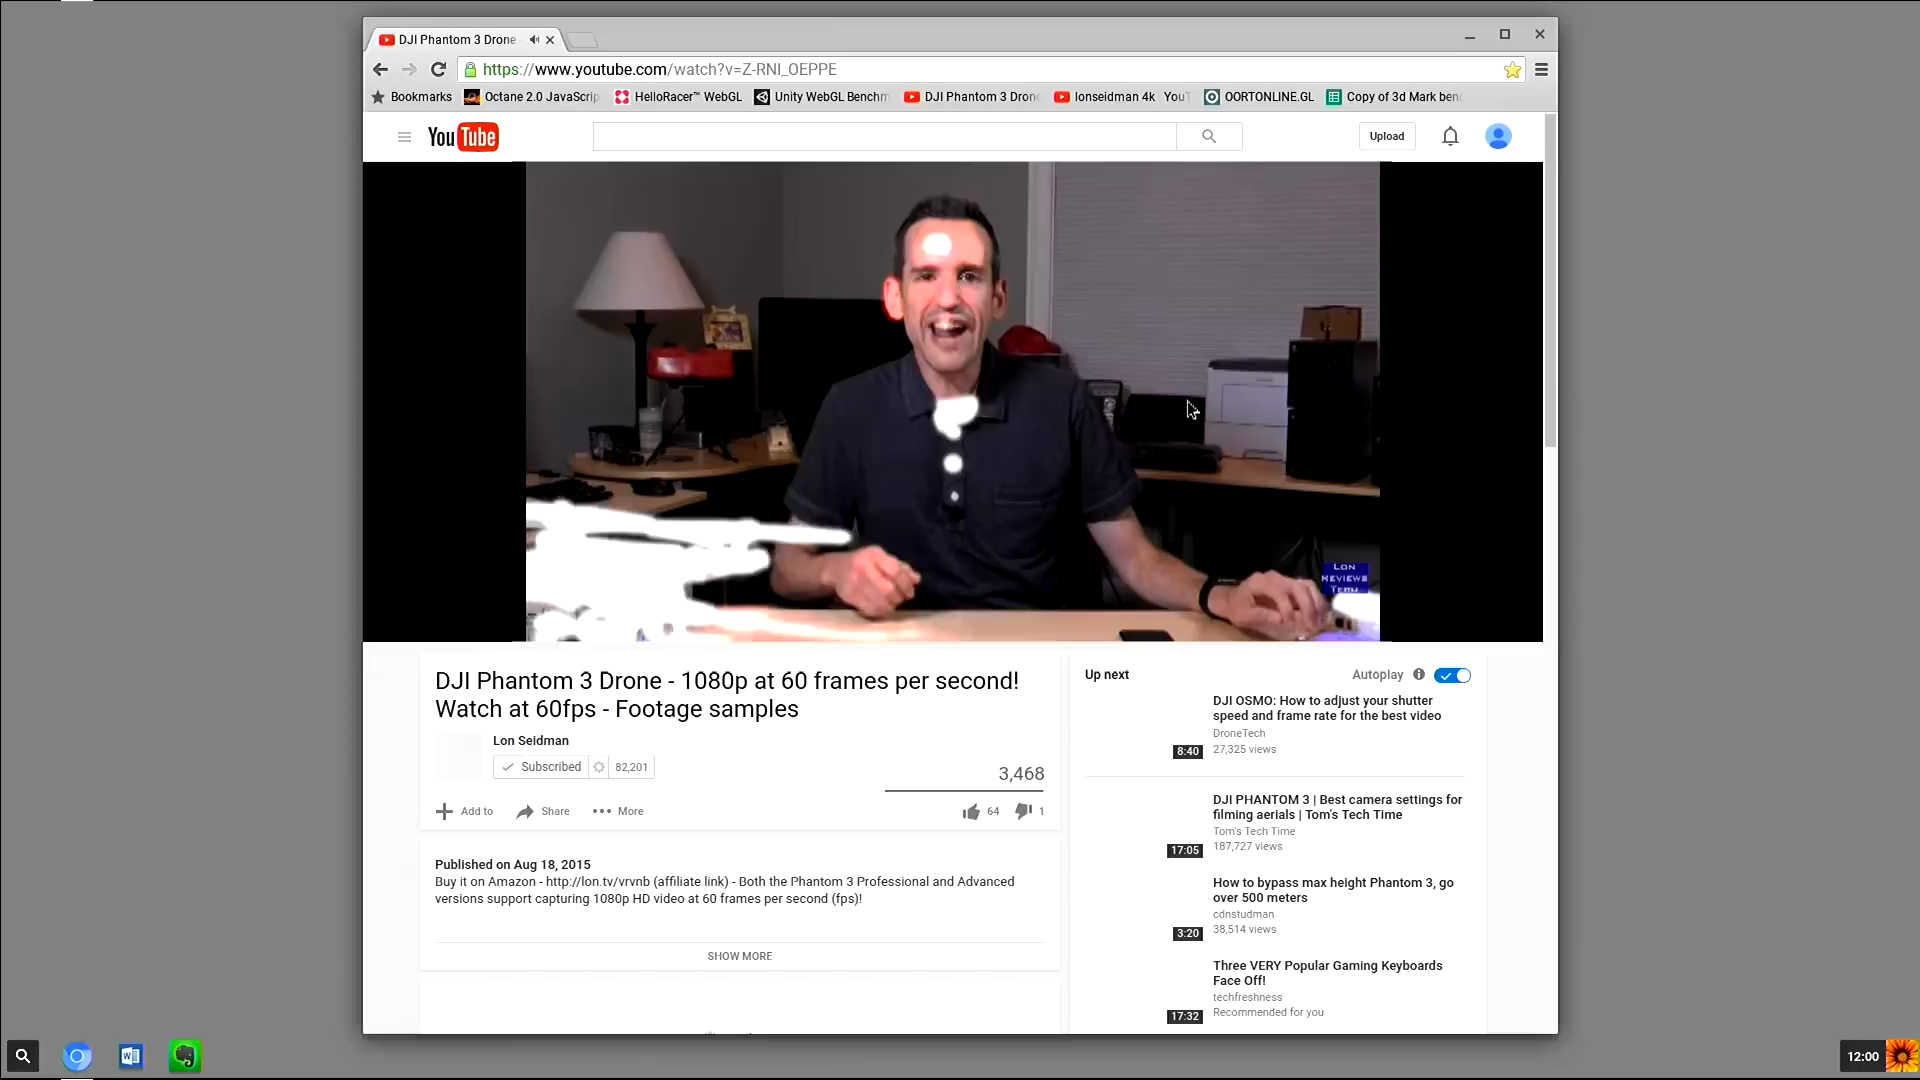 DJI Phantom 3 Drone
https://www.youtube.com/watch?v=Z-RNI_OEPPE
Bookmarks Octane 2.0 JavaScrip HelloRacer™ WebGL Unity WebGL Benchm DJI Phantom 3 Drone lonseidman 4k YouT OORTONLINE.GL Copy of 3d Mark ben
YouTube Upload
LON
REVIEWS
TECH
DJI Phantom 3 Drone - 1080p at 60 frames per second!
Watch at 60fps - Footage samples
Lon Seidman
Subscribed 82,201
3,468
Add to Share More 64 1
Published on Aug 18, 2015
Buy it on Amazon - http://lon.tv/vrvnb (affiliate link) - Both the Phantom 3 Professional and Advanced
versions support capturing 1080p HD video at 60 frames per second (fps)!
SHOW MORE
Up next Autoplay
DJI OSMO: How to adjust your shutter
speed and frame rate for the best video
DroneTech
8:40 27,325 views
DJI PHANTOM 3 | Best camera settings for
filming aerials | Tom's Tech Time
Tom's Tech Time
17:05 187,727 views
How to bypass max height Phantom 3, go
over 500 meters
cdnstudman
3:20 38,514 views
Three VERY Popular Gaming Keyboards
Face Off!
techfreshness
17:32 Recommended for you
12:00